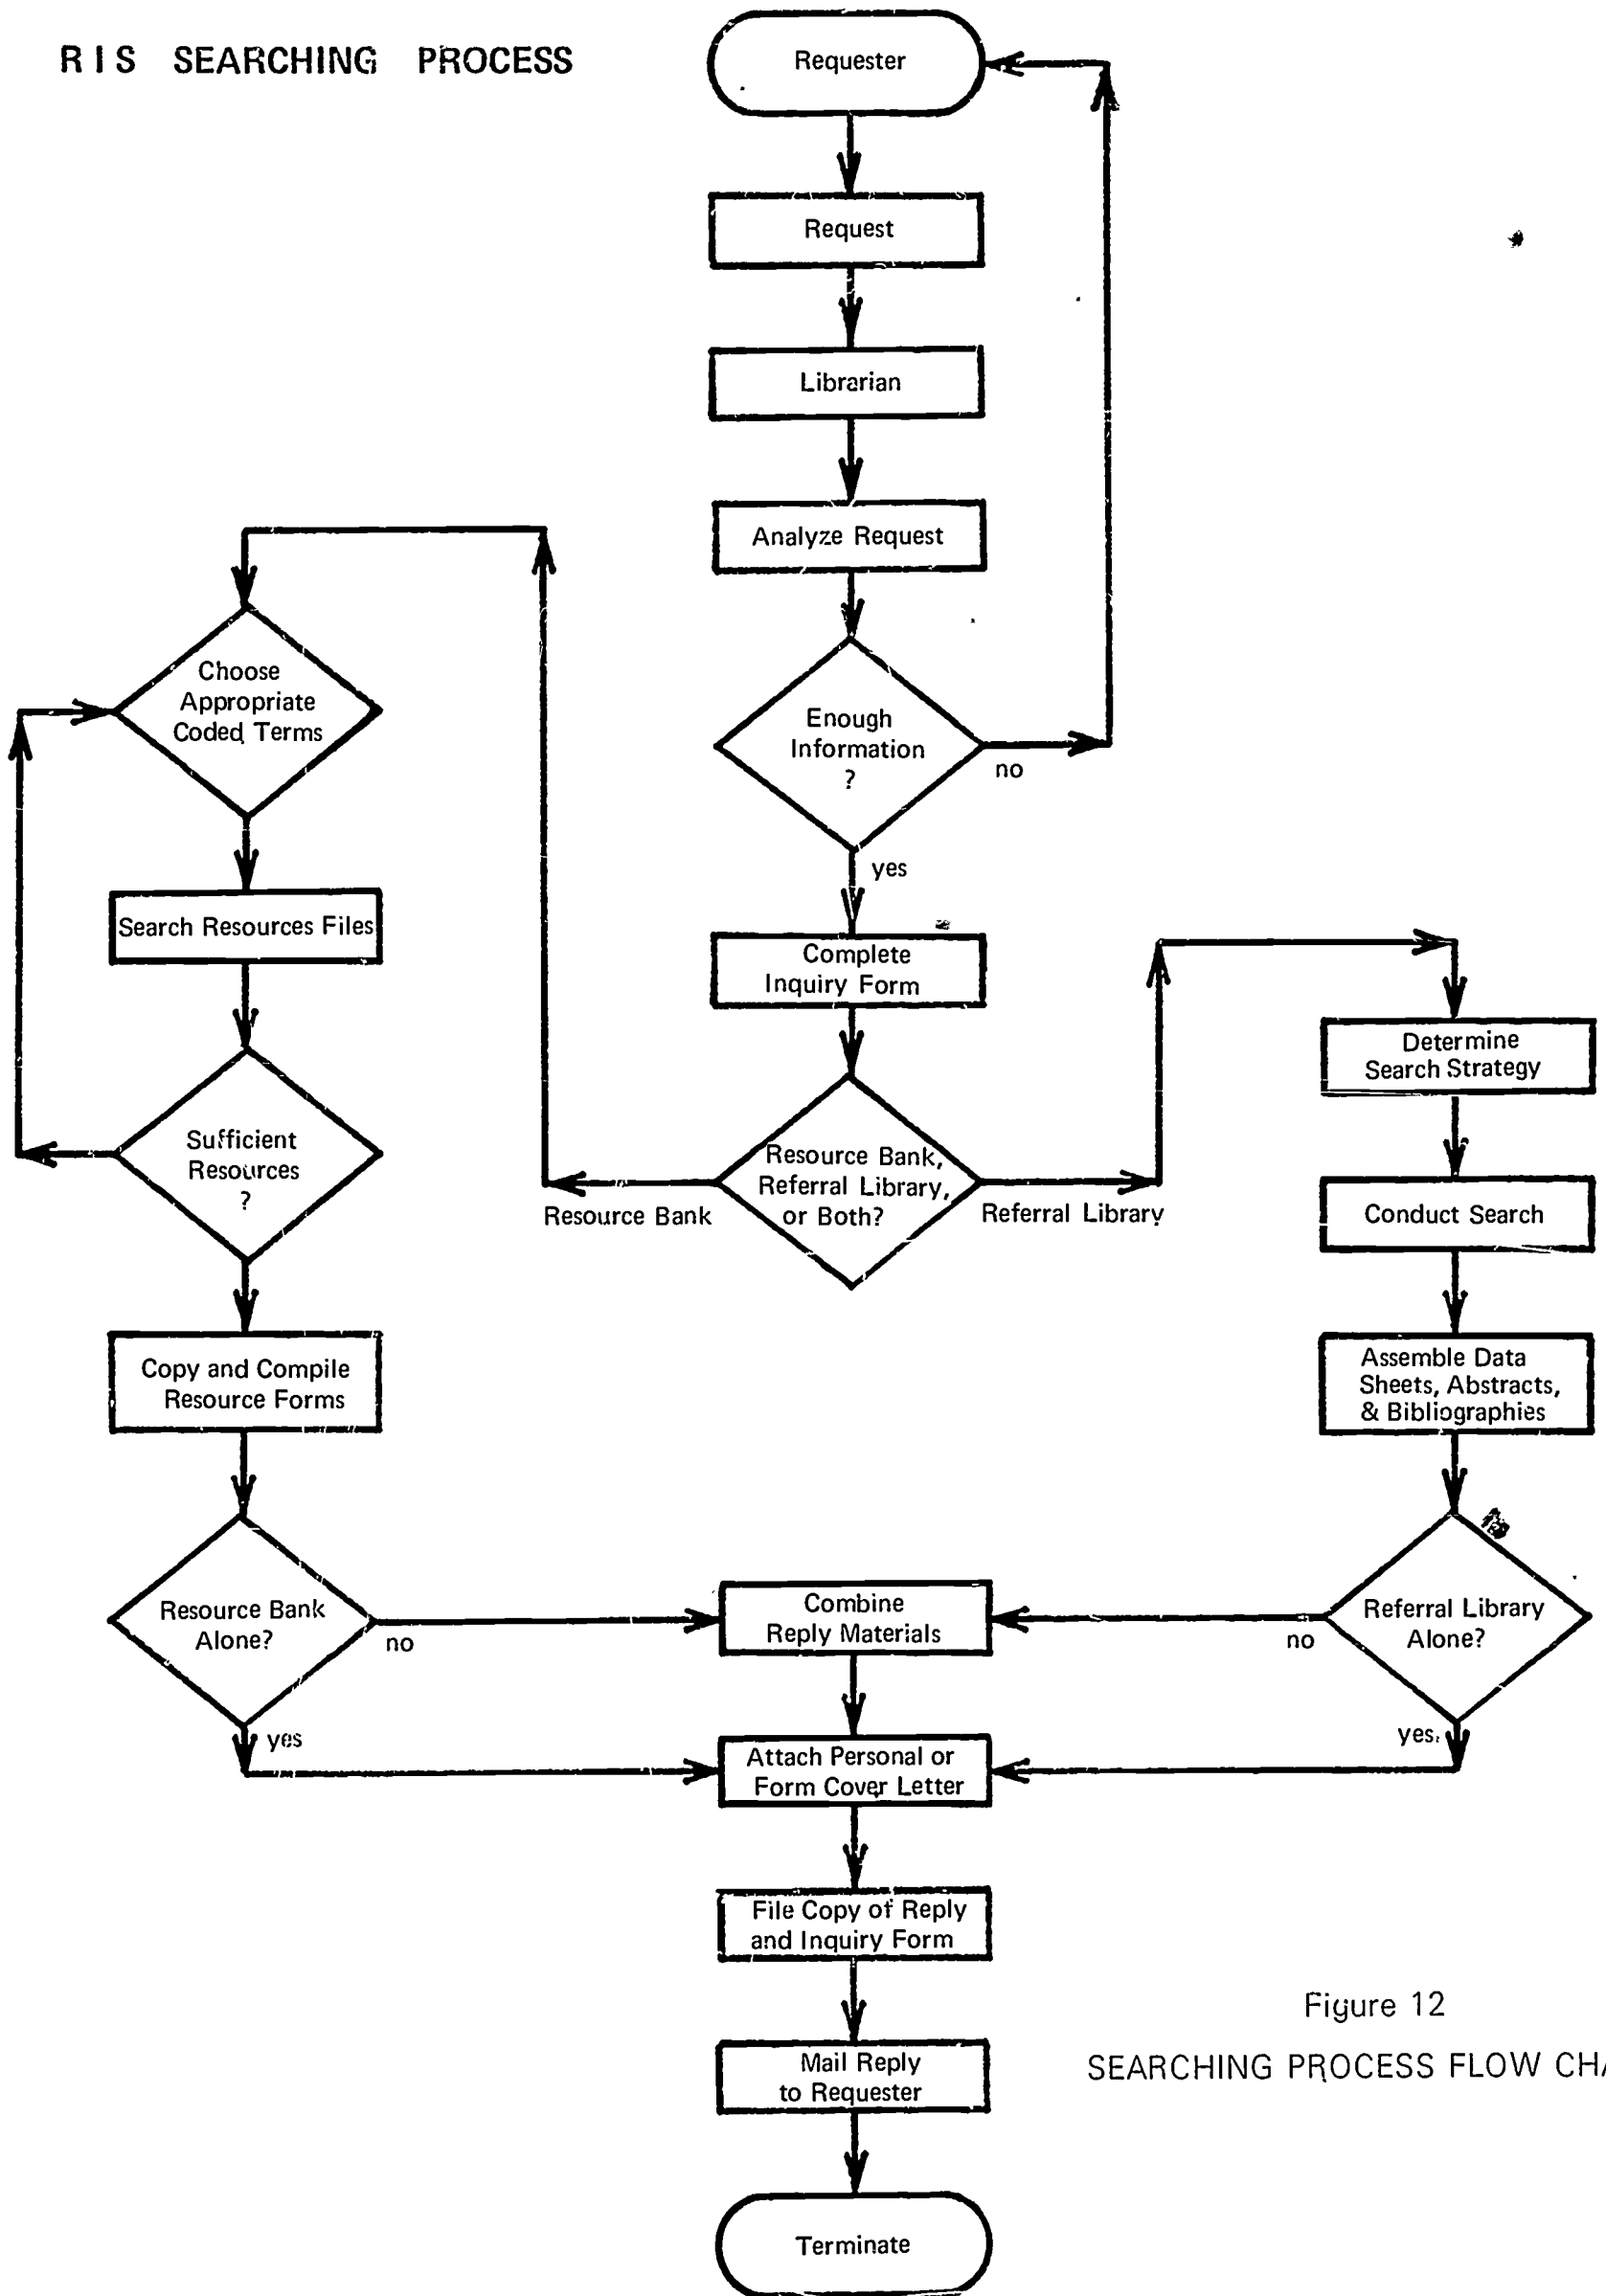 RIS SEARCHING PROCESS
Requester
Request
Librarian
Analyze Request
Enough
Information
?
no
yes
Complete
Inquiry Form
Resource Bank,
Referral Library,
or Both?
Resource Bank
Referral Library
Choose
Appropriate
Coded Terms
Search Resources Files
Sufficient
Resources
?
Copy and Compile
Resource Forms
Resource Bank
Alone?
no
yes
Determine
Search Strategy
Conduct Search
Assemble Data
Sheets, Abstracts,
& Bibliographies
Referral Library
Alone?
no
yes
Combine
Reply Materials
Attach Personal or
Form Cover Letter
File Copy of Reply
and Inquiry Form
Mail Reply
to Requester
Terminate
Figure 12
SEARCHING PROCESS FLOW